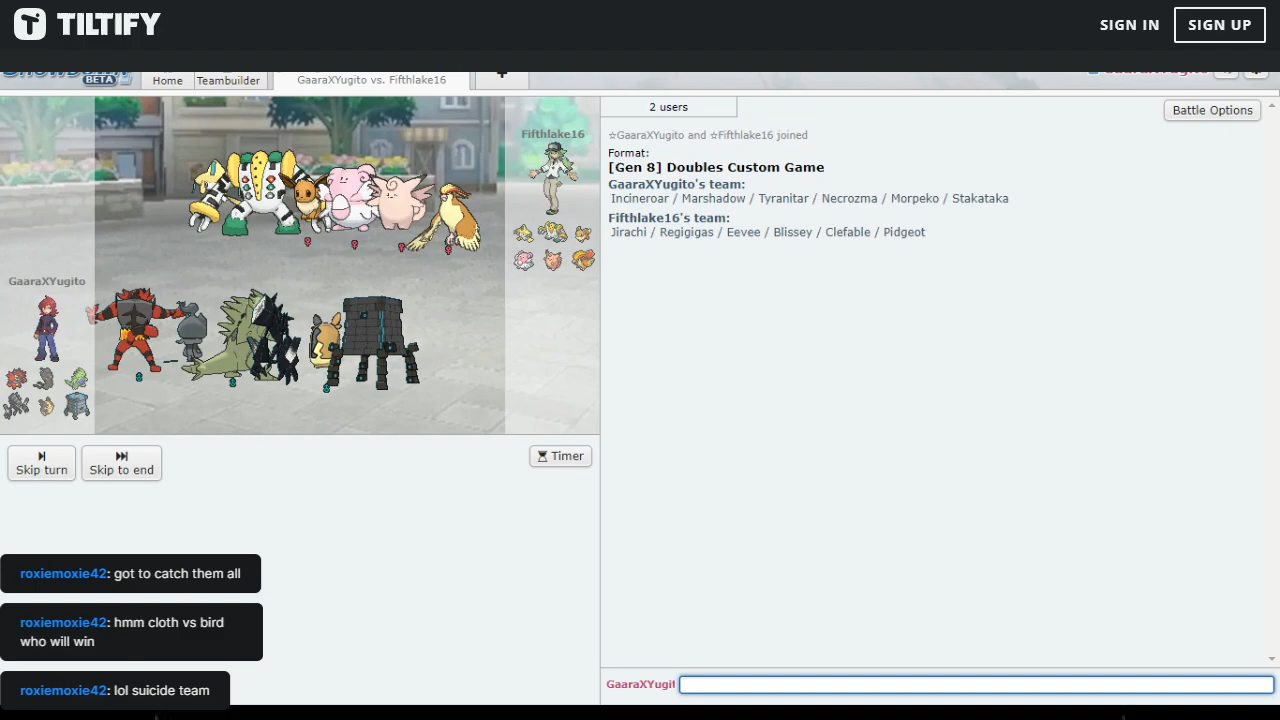 TILTIFY
SIGN IN
SIGN UP
BETA
Home
Teambuilder
GaaraXYugito vs. Fifthlake16
2 users
Battle Options
☆GaaraXYugito and ☆Fifthlake16 joined
Format:
[Gen 8] Doubles Custom Game
GaaraXYugito's team:
Incineroar / Marshadow / Tyranitar / Necrozma / Morpeko / Stakataka
Fifthlake16's team:
Jirachi / Regigigas / Eevee / Blissey / Clefable / Pidgeot
Fifthlake16
GaaraXYugito
Skip turn
Skip to end
Timer
roxiemoxie42: got to catch them all
roxiemoxie42: hmm cloth vs bird
who will win
roxiemoxie42: lol suicide team
GaaraXYugit